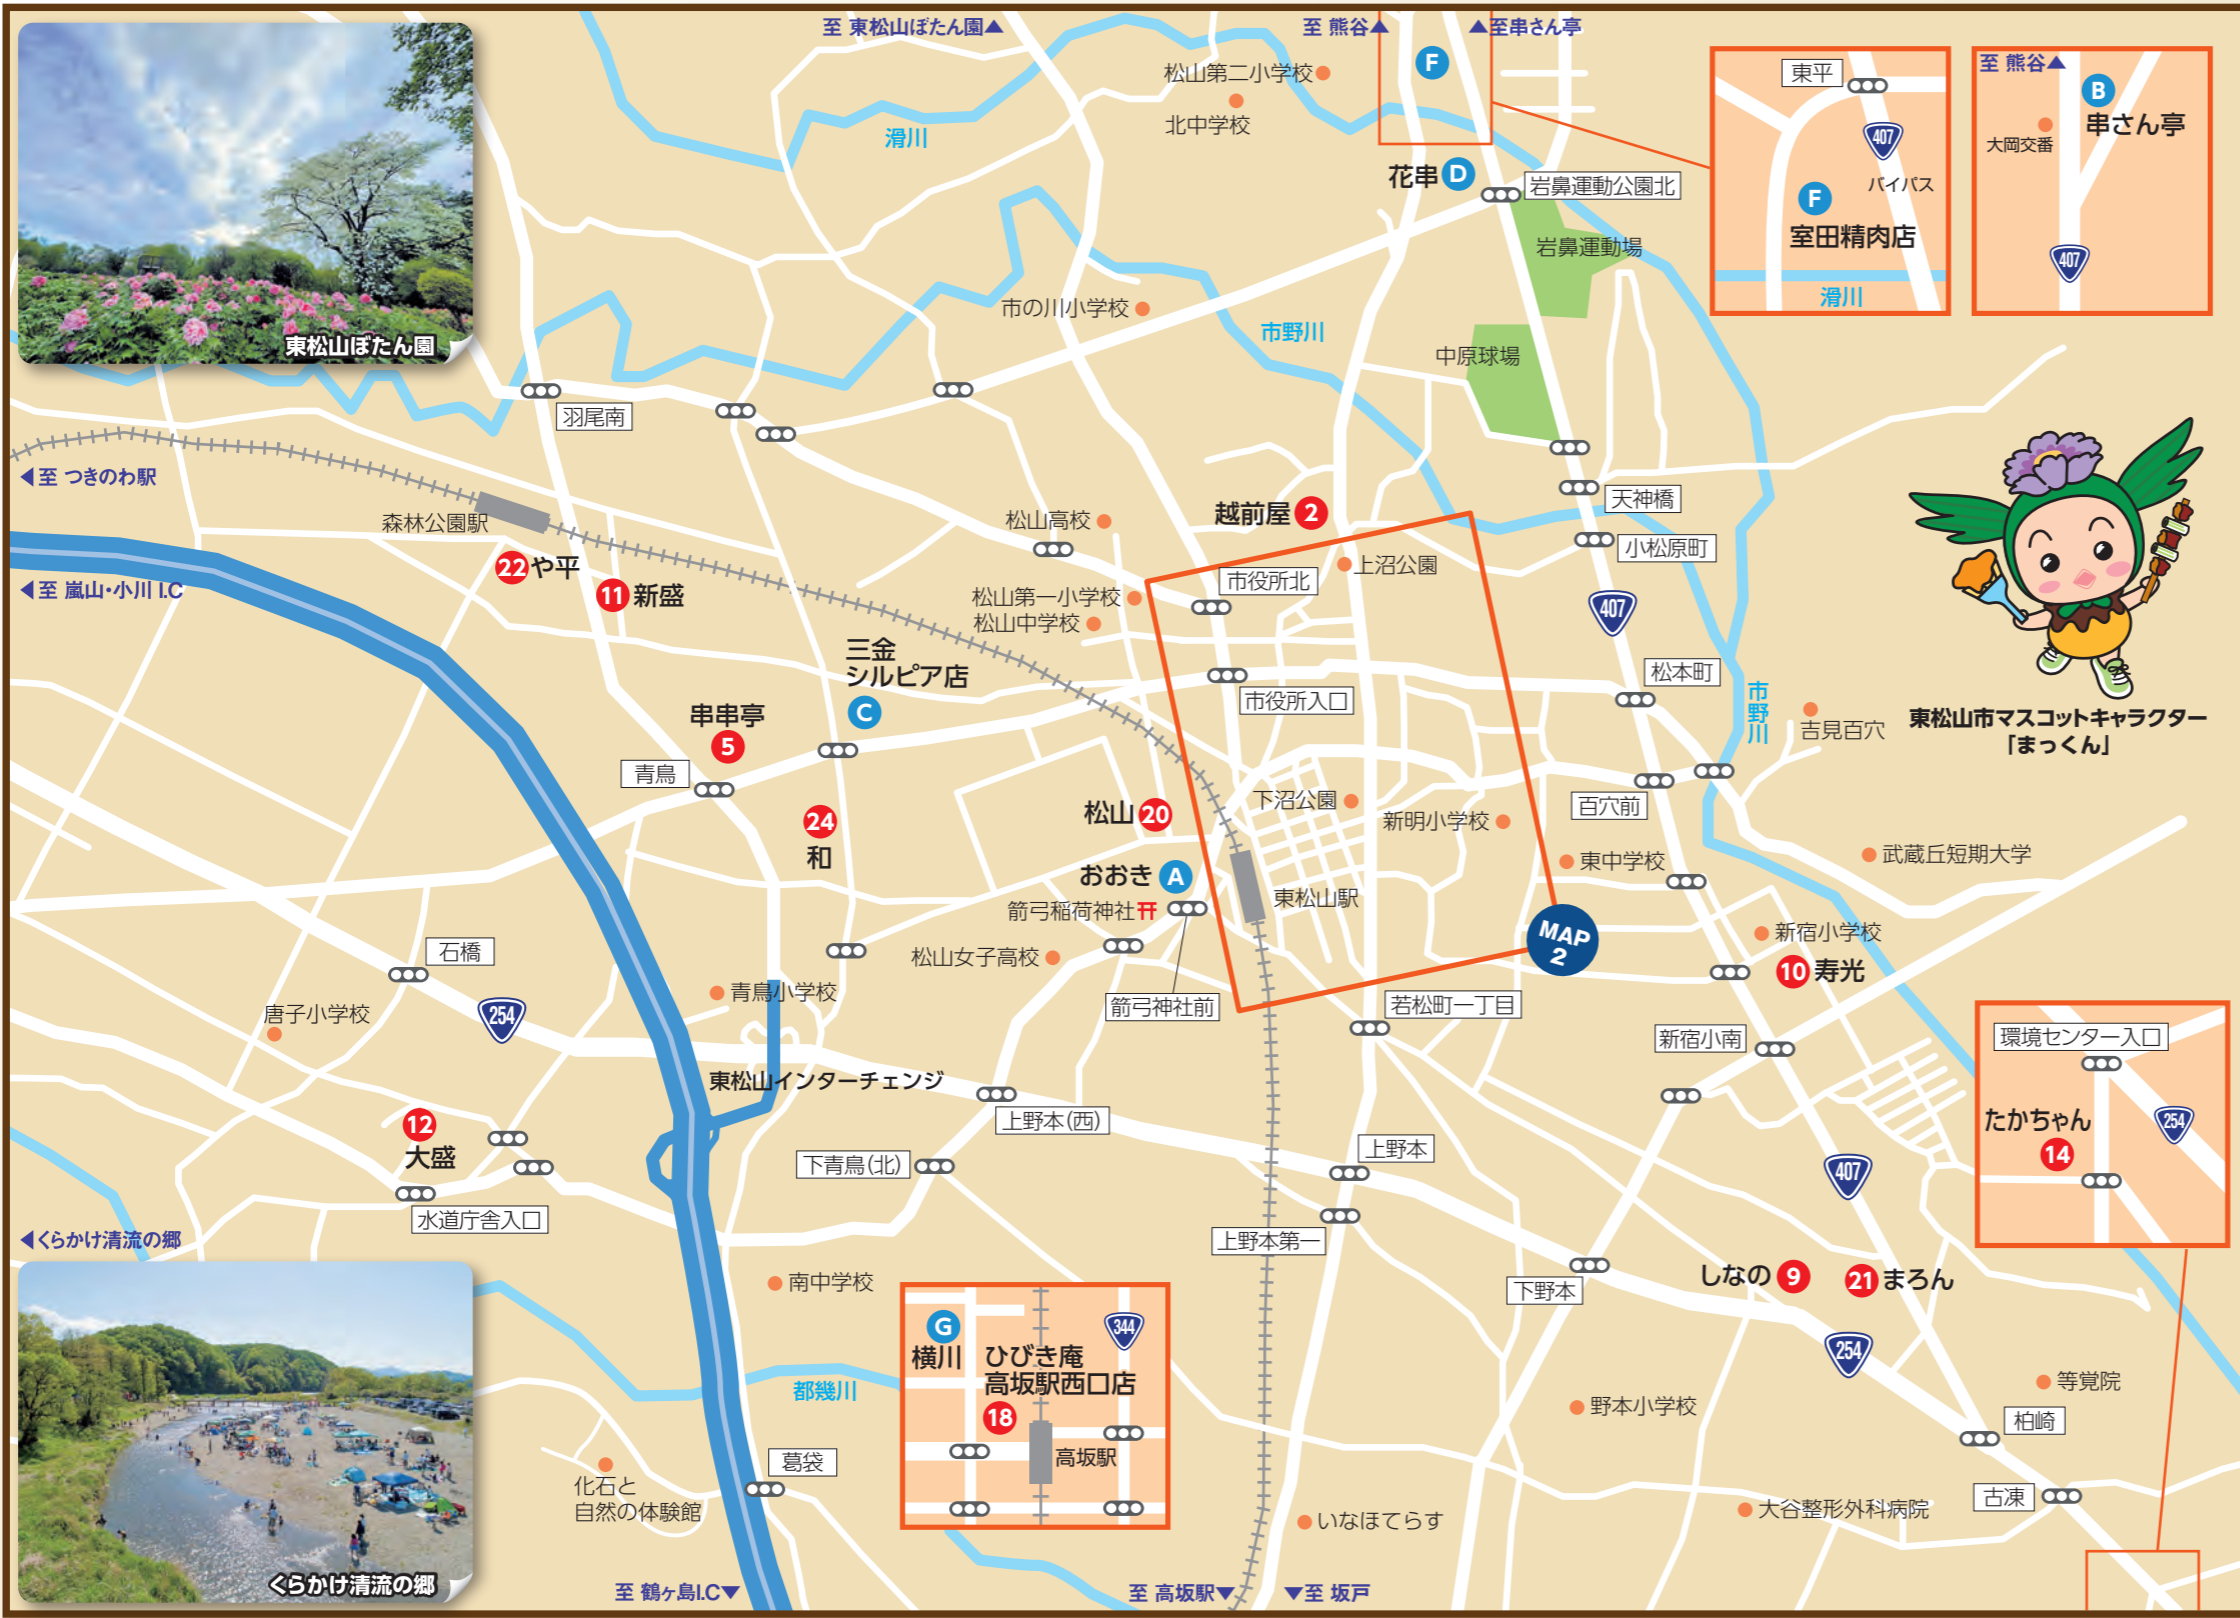 至 東松山ぼたん園▲
至 熊谷▲
▲至串さん亭
F
松山第二小学校
北中学校
滑川
花串 D
岩鼻運動公園北
岩鼻運動場
東平
407
バイパス
F
室田精肉店
滑川
至 熊谷▲
B
串さん亭
大岡交番
407
東松山ぼたん園
市の川小学校
市野川
中原球場
羽尾南
◀至 つきのわ駅
森林公園駅
22 や平
11 新盛
◀至 嵐山・小川 I.C
松山高校
越前屋 2
天神橋
小松原町
上沼公園
市役所北
松山第一小学校
松山中学校
407
三金
シルピア店
C
松本町
市役所入口
市野川
吉見百穴
東松山市マスコットキャラクター
「まっくん」
串串亭
5
青鳥
24
和
松山 20
下沼公園
新明小学校
百穴前
東中学校
武蔵丘短期大学
おおき A
箭弓稲荷神社
東松山駅
MAP
2
新宿小学校
10 寿光
石橋
松山女子高校
箭弓神社前
若松町一丁目
新宿小南
唐子小学校
254
青鳥小学校
東松山インターチェンジ
上野本(西)
環境センター入口
たかちゃん
14
254
12
大盛
下青鳥(北)
上野本
407
水道庁舎入口
上野本第一
◀くらかけ清流の郷
南中学校
下野本
しなの 9
21 まろん
254
G
横川
ひびき庵
高坂駅西口店
18
344
高坂駅
都幾川
等覚院
野本小学校
柏崎
葛袋
化石と
自然の体験館
古凍
大谷整形外科病院
いなほてらす
くらかけ清流の郷
至 鶴ヶ島I.C▼
至 高坂駅▼
▼至 坂戸